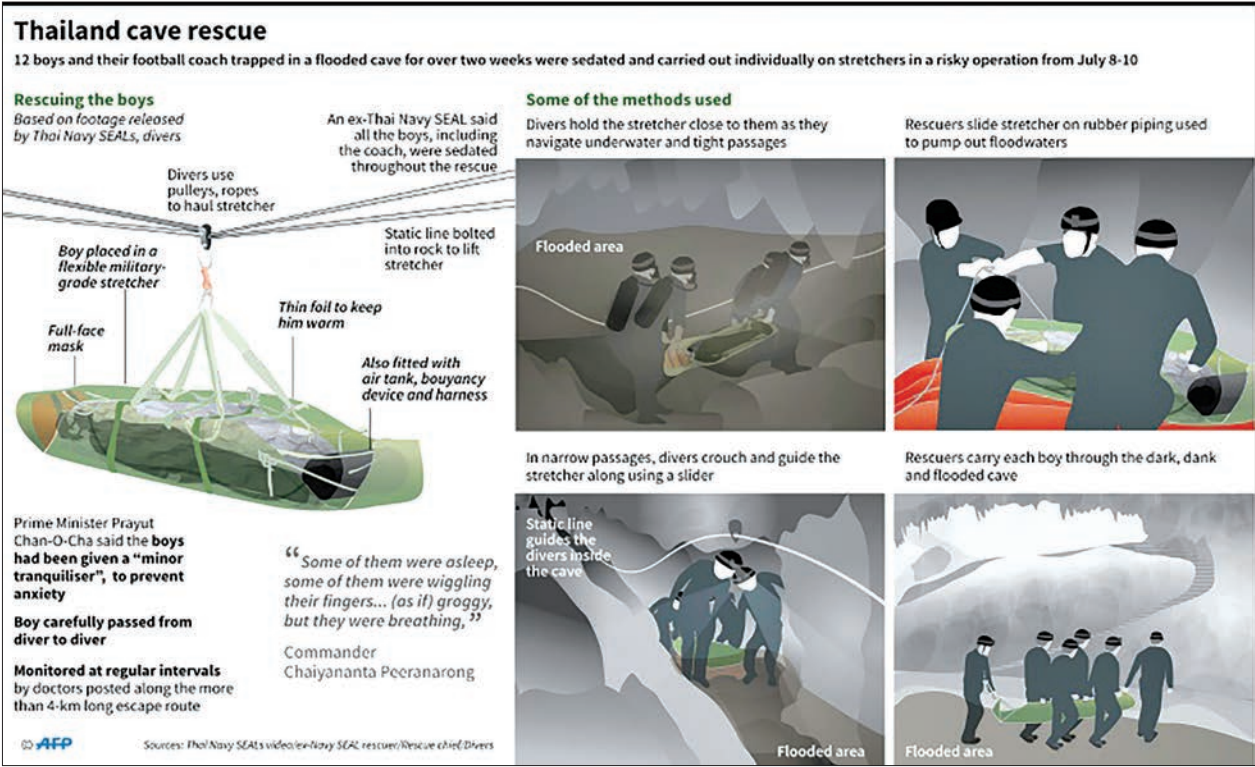 Thailand cave rescue
12 boys and their football coach trapped in a flooded cave for over two weeks were sedated and carried out individually on stretchers in a risky operation from July 8-10
Rescuing the boys
Based on footage released
by Thai Navy SEALs, divers
An ex-Thai Navy SEAL said
all the boys, including
the coach, were sedated
throughout the rescue
Divers use
pulleys, ropes
to haul stretcher
Static line bolted
into rock to lift
stretcher
Boy placed in a
flexible military-
grade stretcher
Thin foil to keep
him warm
Full-face
mask
Also fitted with
air tank, bouyancy
device and harness
Prime Minister Prayut
Chan-O-Cha said the boys
had been given a “minor
tranquiliser”, to prevent
anxiety
Boy carefully passed from
diver to diver
Monitored at regular intervals
by doctors posted along the more
than 4-km long escape route
“Some of them were asleep,
some of them were wiggling
their fingers... (as if) groggy,
but they were breathing,”
Commander
Chaiyananta Peeranarong
© AFP
Sources: Thai Navy SEALs video/ex-Navy SEAL rescuer/Rescue chief/Divers
Some of the methods used
Divers hold the stretcher close to them as they
navigate underwater and tight passages
Flooded area
Rescuers slide stretcher on rubber piping used
to pump out floodwaters
In narrow passages, divers crouch and guide the
stretcher along using a slider
Static line
guides the
divers inside
the cave
Flooded area
Rescuers carry each boy through the dark, dank
and flooded cave
Flooded area